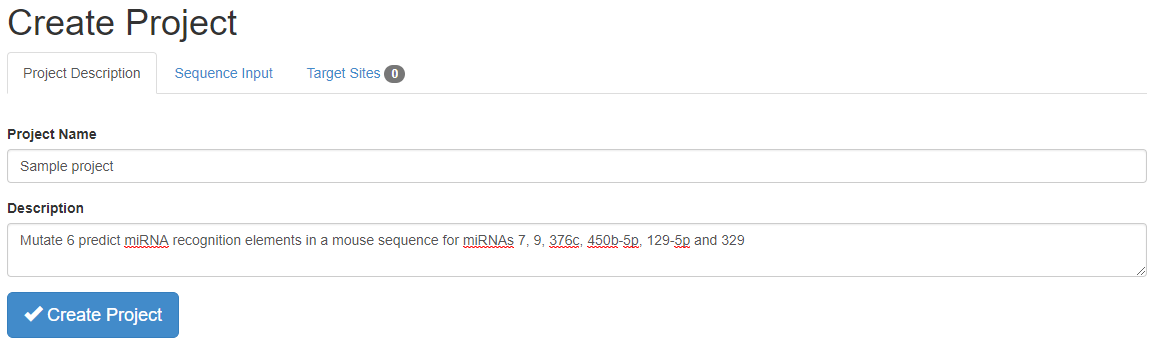 Create Project
Project Description Sequence Input Target Sites 0
Project Name
Sample project
Description
Mutate 6 predict miRNA recognition elements in a mouse sequence for miRNAs 7, 9, 376c, 450b-5p, 129-5p and 329
Create Project